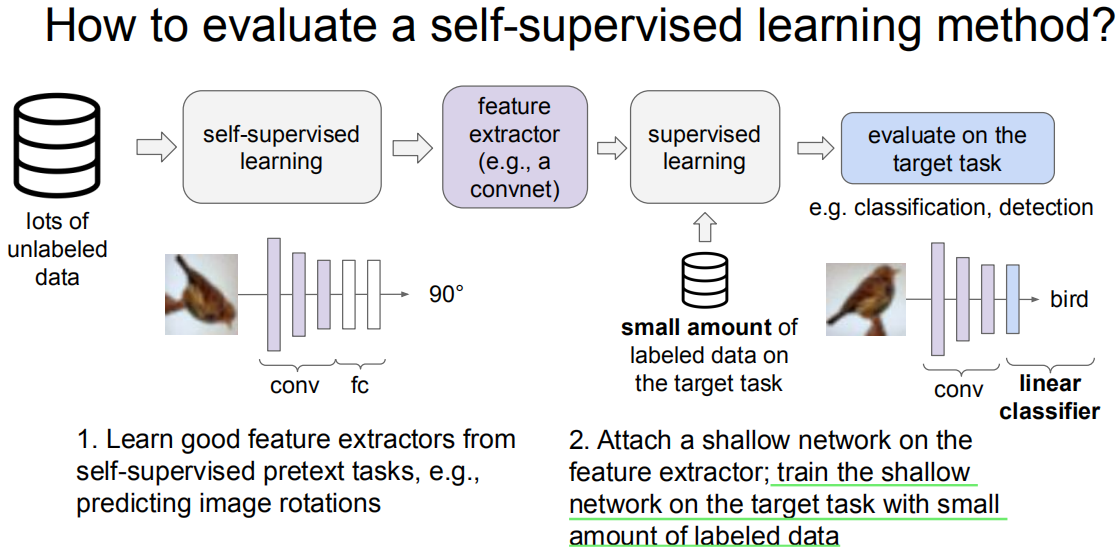 How to evaluate a self-supervised learning method?
lots of
unlabeled
data
self-supervised
learning
feature
extractor
(e.g., a
convnet)
supervised
learning
evaluate on the
target task
e.g. classification, detection
90°
conv
fc
small amount of
labeled data on
the target task
bird
conv
linear
classifier
1. Learn good feature extractors from
self-supervised pretext tasks, e.g.,
predicting image rotations
2. Attach a shallow network on the
feature extractor; train the shallow
network on the target task with small
amount of labeled data